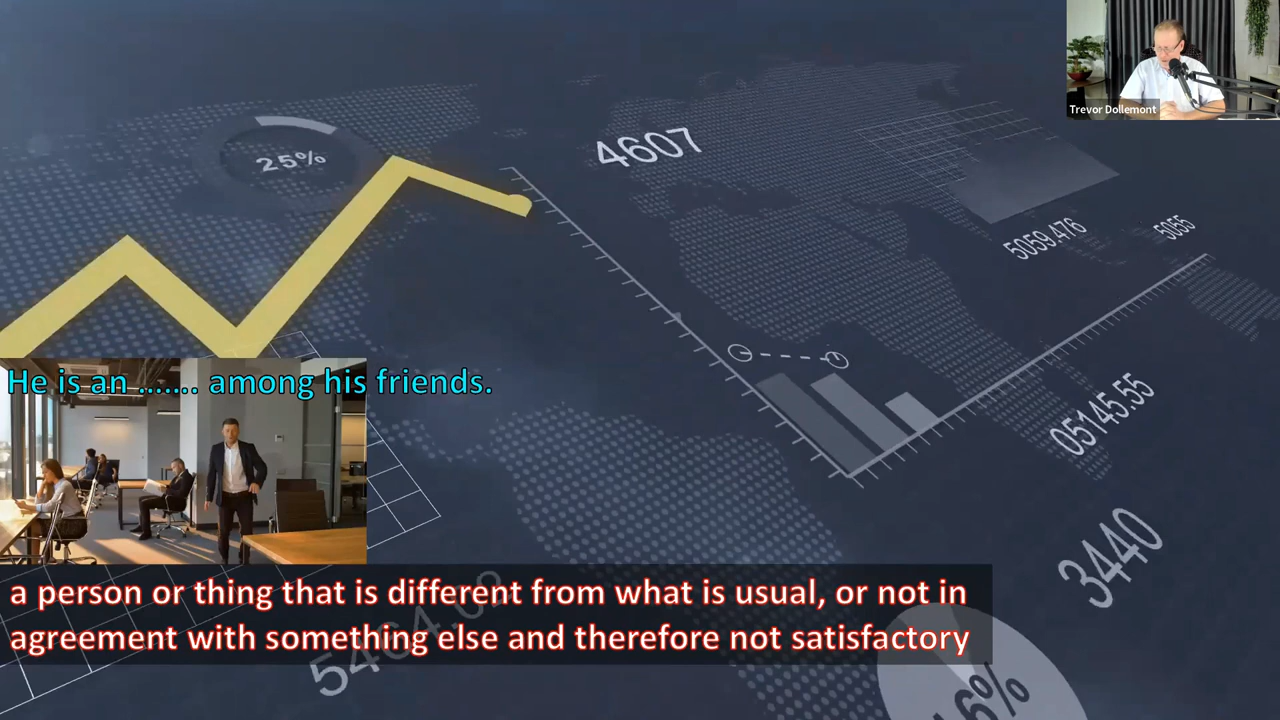 Trevor Dollemont
25%
4607
5059.476
5055
He is an ....... among his friends.
05145.55
3440
a person or thing that is different from what is usual, or not in
agreement with something else and therefore not satisfactory
6%